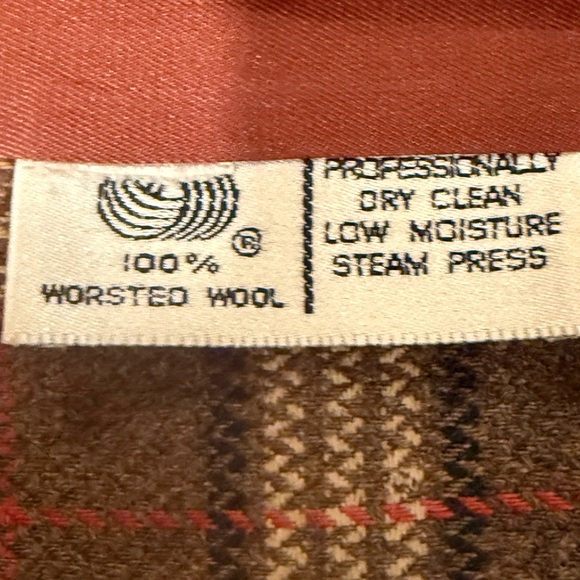 ®
100%
WORSTED WOOL
PROFESSIONALLY
DRY CLEAN
LOW MOISTURE
STEAM PRESS